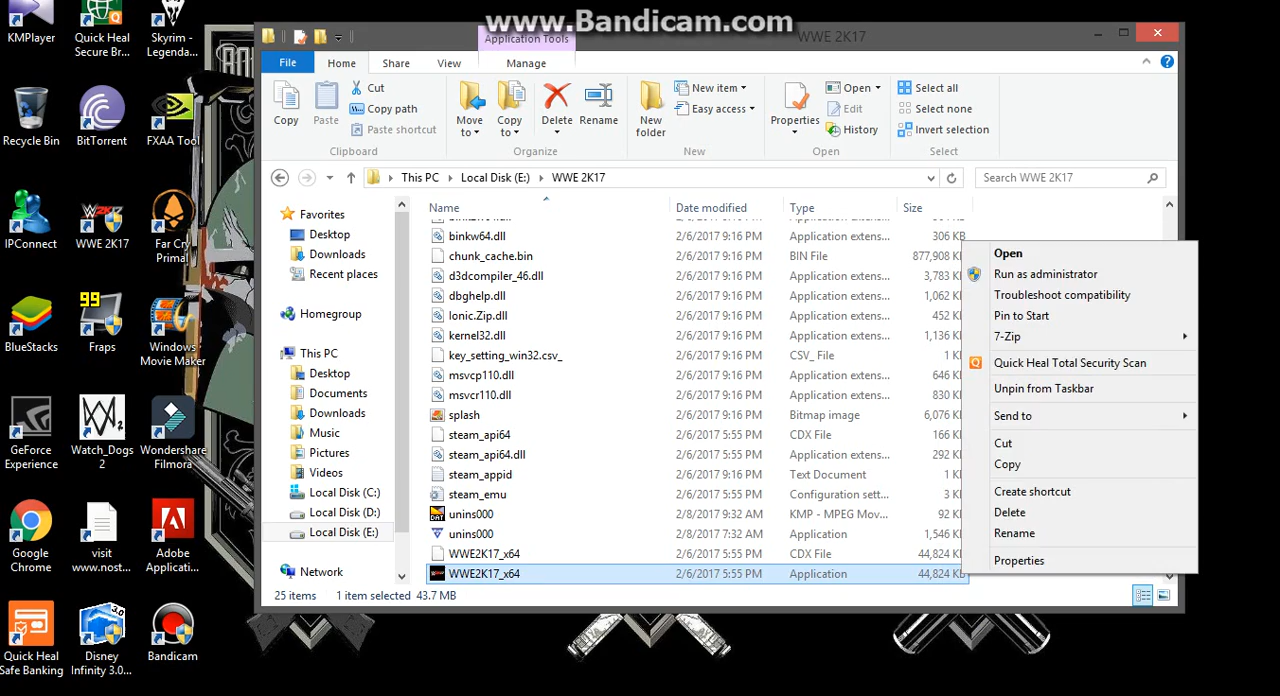 www.Bandicam.com
KMPlayer
Quick Heal
Secure Br...
Skyrim -
Legenda...
Recycle Bin
BitTorrent
FXAA Tool
IPConnect
WWE 2K17
Far Cry
Primal
BlueStacks
99
Fraps
Windows
Movie Maker
GeForce
Experience
Watch_Dogs
2
Wondershare
Filmora
Google
Chrome
visit
www.nost...
Adobe
Applicati...
Quick Heal
Safe Banking
3.0
Disney
Infinity 3.0...
Bandicam
Application Tools
WWE 2K17
File
Home
Share
View
Manage
Copy
Paste
Cut
Copy path
Paste shortcut
Clipboard
Move
to
Copy
to
Delete
Rename
Organize
New
folder
New item
Easy access
New
Properties
Open
Edit
History
Open
Select all
Select none
Invert selection
Select
This PC
Local Disk (E:)
WWE 2K17
Search WWE 2K17
Favorites
Desktop
Downloads
Recent places
Homegroup
This PC
Desktop
Documents
Downloads
Music
Pictures
Videos
Local Disk (C:)
Local Disk (D:)
Local Disk (E:)
Network
Name Date modified Type Size
binkw64.dll 2/6/2017 9:16 PM Application extens... 306 KB
chunk_cache.bin 2/6/2017 9:16 PM BIN File 877,908 KB
d3dcompiler_46.dll 2/6/2017 9:16 PM Application extens... 3,783 KB
dbghelp.dll 2/6/2017 9:16 PM Application extens... 1,062 KB
Ionic.Zip.dll 2/6/2017 9:16 PM Application extens... 452 KB
kernel32.dll 2/6/2017 9:16 PM Application extens... 1,136 KB
key_setting_win32.csv_ 2/6/2017 9:16 PM CSV_ File 1 KB
msvcp110.dll 2/6/2017 9:16 PM Application extens... 646 KB
msvcr110.dll 2/6/2017 9:16 PM Application extens... 830 KB
splash 2/6/2017 9:16 PM Bitmap image 6,076 KB
steam_api64 2/6/2017 5:55 PM CDX File 166 KB
steam_api64.dll 2/6/2017 5:55 PM Application extens... 292 KB
steam_appid 2/6/2017 9:16 PM Text Document 1 KB
steam_emu 2/6/2017 5:55 PM Configuration sett... 3 KB
unins000 2/8/2017 9:32 AM KMP - MPEG Mov... 92 KB
unins000 2/8/2017 7:32 AM Application 1,546 KB
WWE2K17_x64 2/6/2017 5:55 PM CDX File 44,824 KB
WWE2K17_x64 2/6/2017 5:55 PM Application 44,824 KB
25 items 1 item selected 43.7 MB
Open
Run as administrator
Troubleshoot compatibility
Pin to Start
7-Zip
Quick Heal Total Security Scan
Unpin from Taskbar
Send to
Cut
Copy
Create shortcut
Delete
Rename
Properties